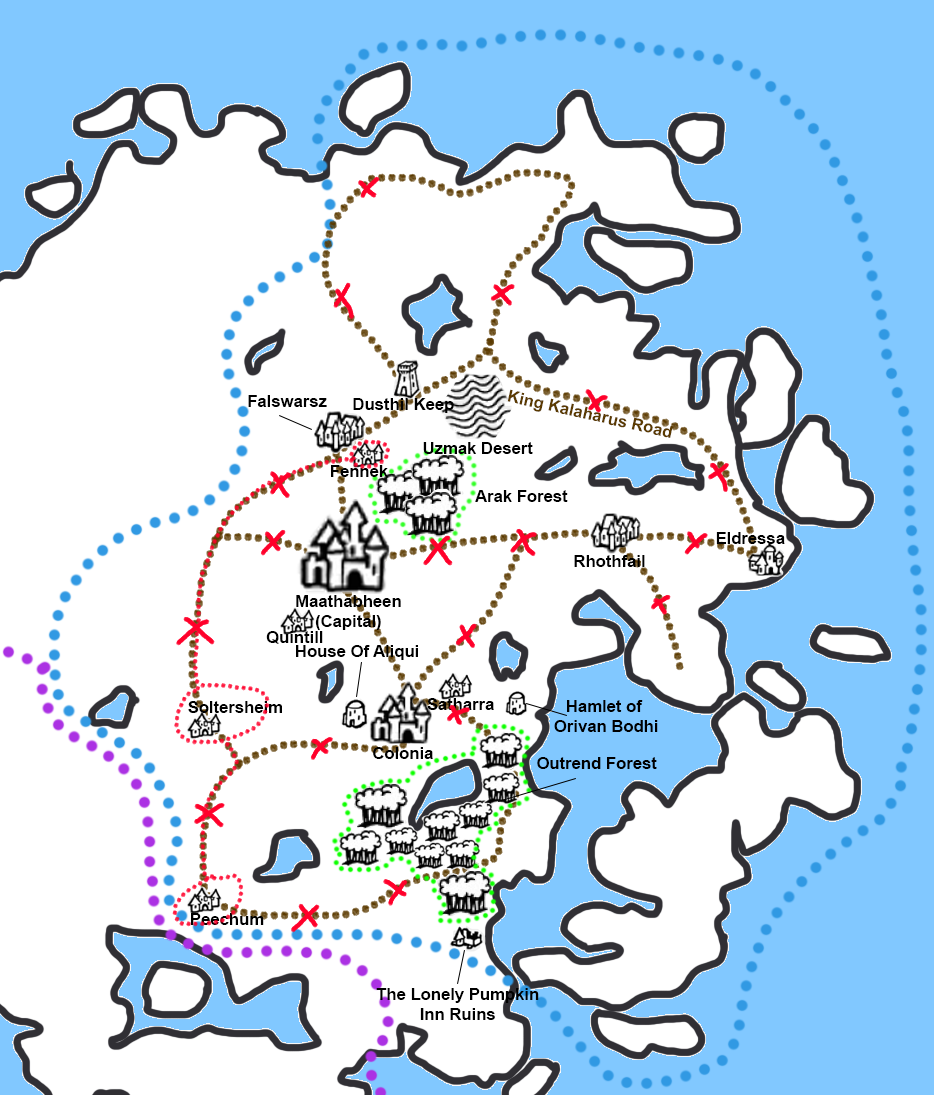 Falswarsz
Dusthil Keep
King Kalaharus Road
Uzmak Desert
Fennek
Arak Forest
Eldressa
Rhothfail
Maathabheen
(Capital)
Quintill
House Of Aliqui
Soltersheim
Satharra
Hamlet of
Orivan Bodhi
Colonia
Outrend Forest
Peechum
The Lonely Pumpkin
Inn Ruins